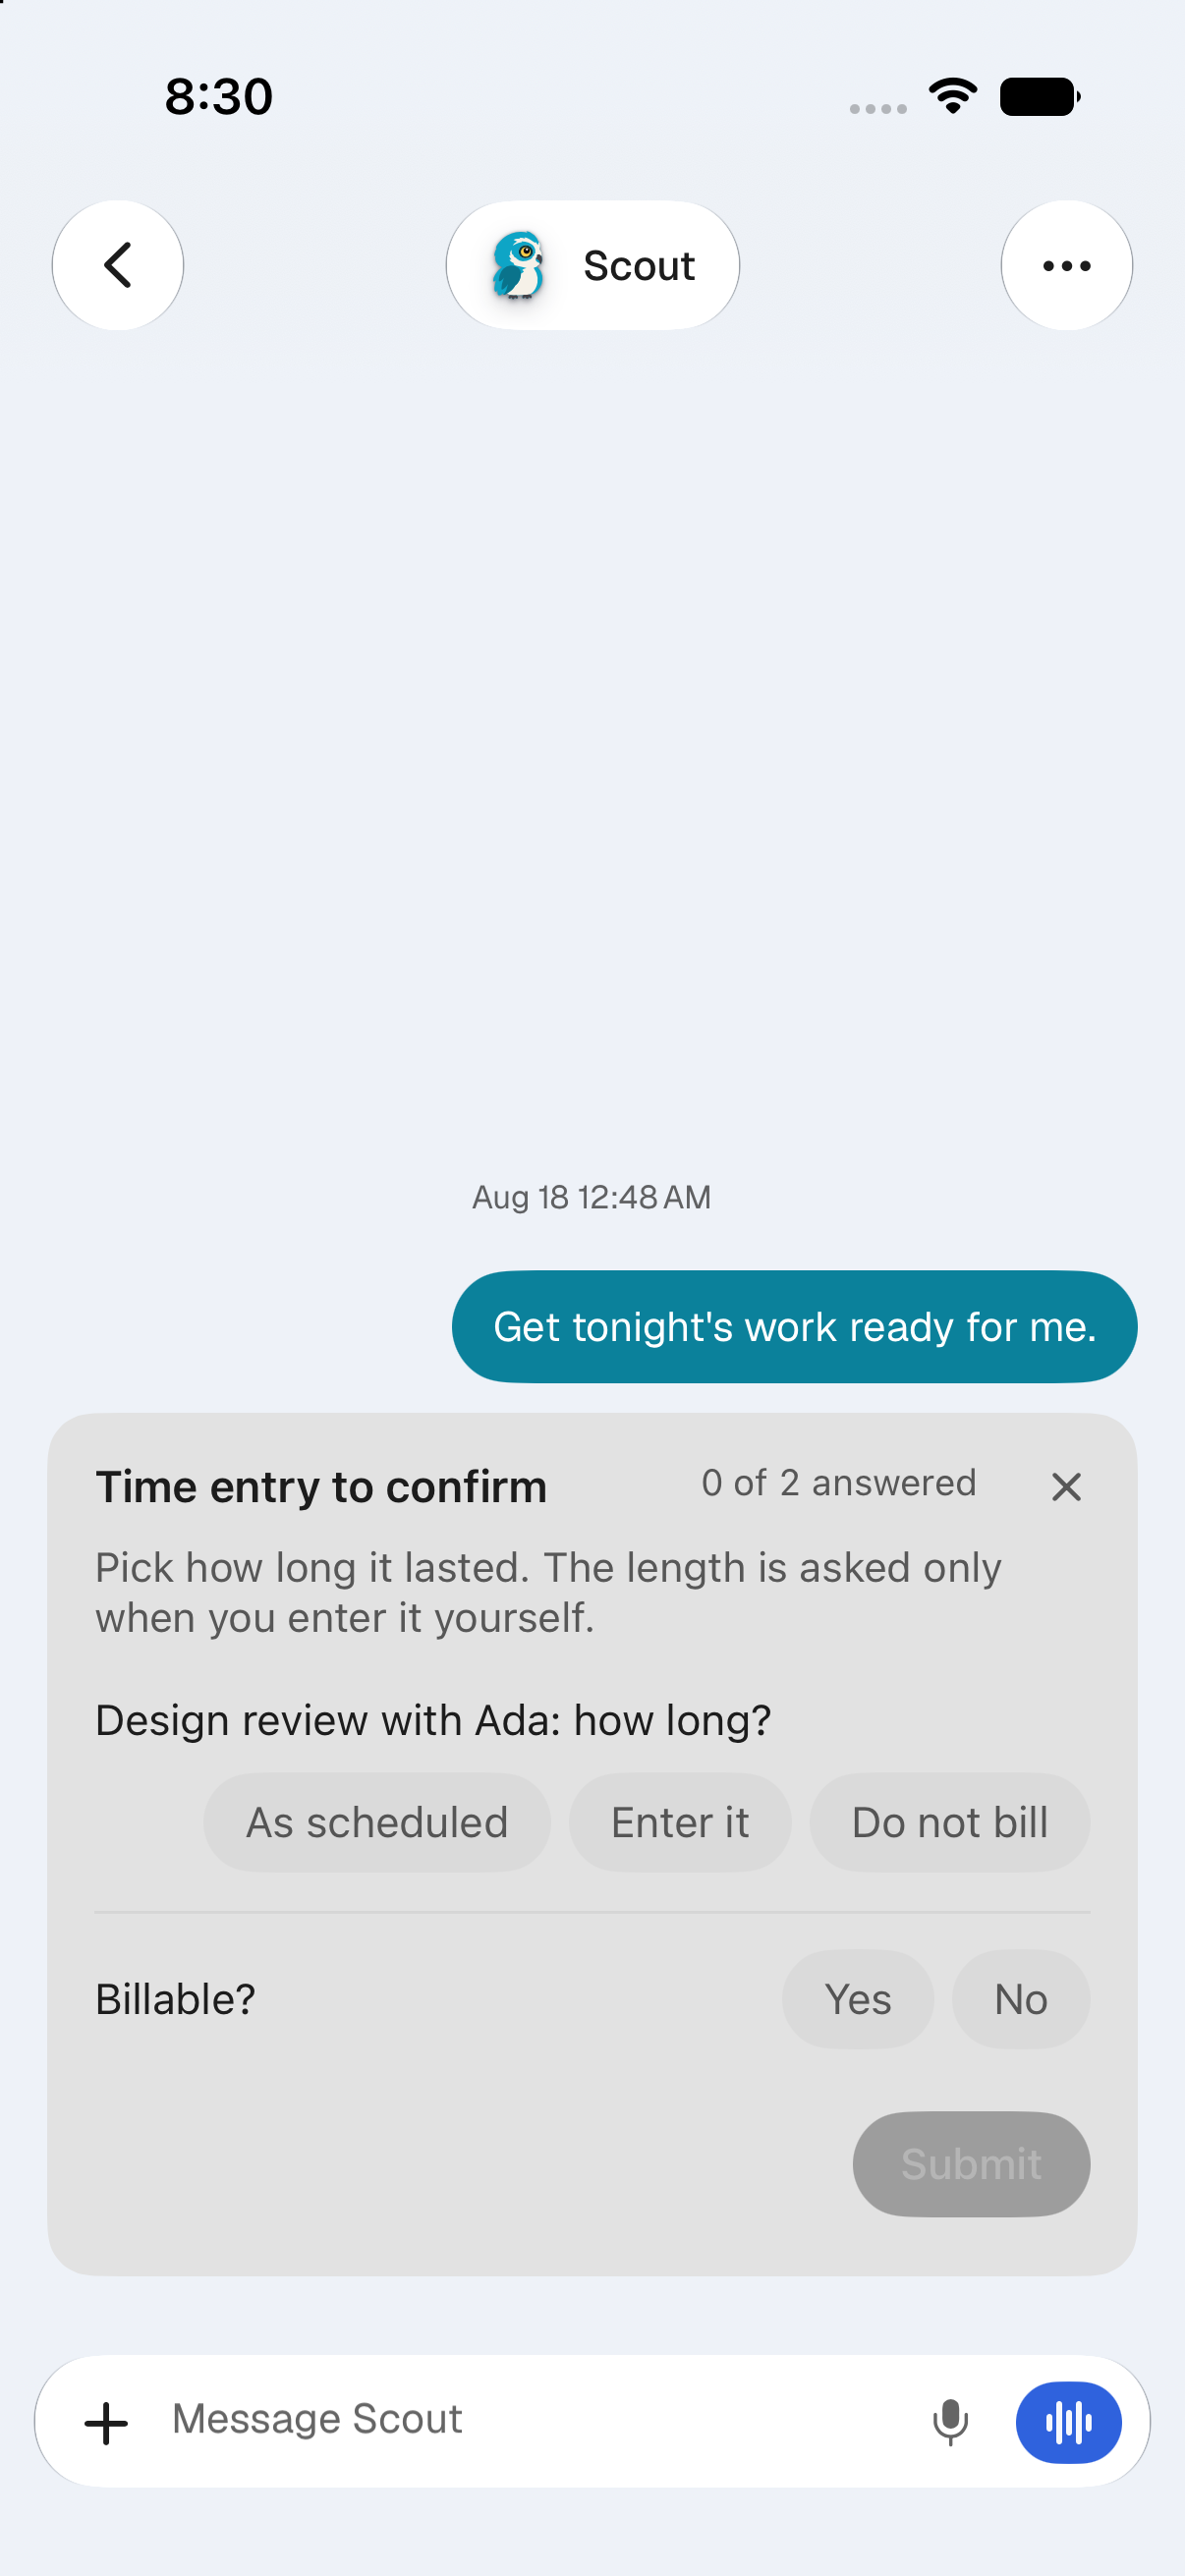 8:30
Scout
Aug 18 12:48 AM
Get tonight's work ready for me.
Time entry to confirm
0 of 2 answered
Pick how long it lasted. The length is asked only
when you enter it yourself.
Design review with Ada: how long?
As scheduled
Enter it
Do not bill
Billable?
Yes
No
Submit
Message Scout